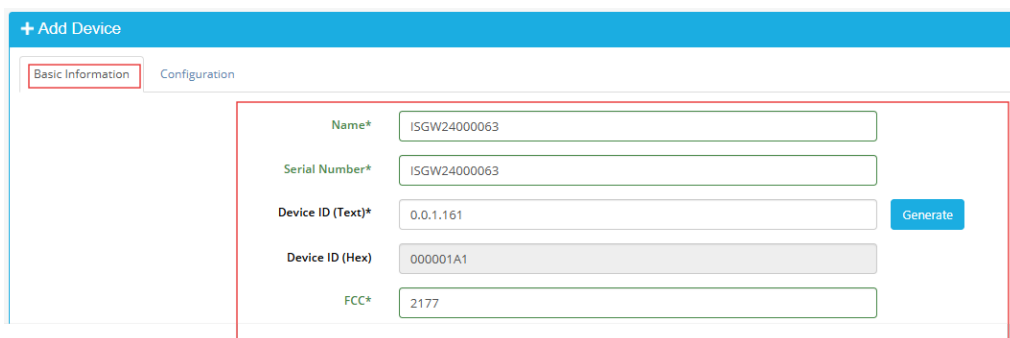 Add Device
Basic Information Configuration
Name* ISGW24000063
Serial Number* ISGW24000063
Device ID (Text)* 0.0.1.161 Generate
Device ID (Hex) 000001A1
FCC* 2177